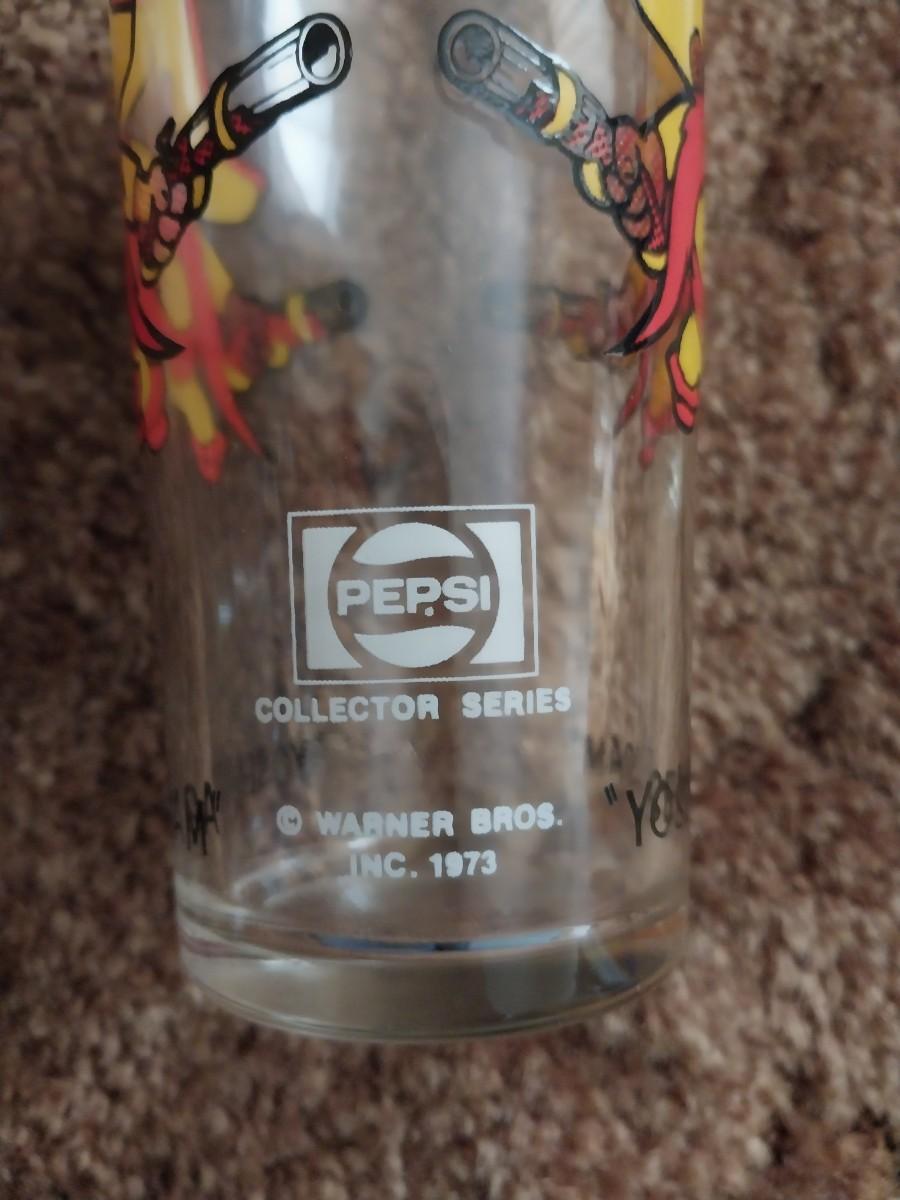 PEPSI
COLLECTOR SERIES
© WARNER BROS.
INC. 1973